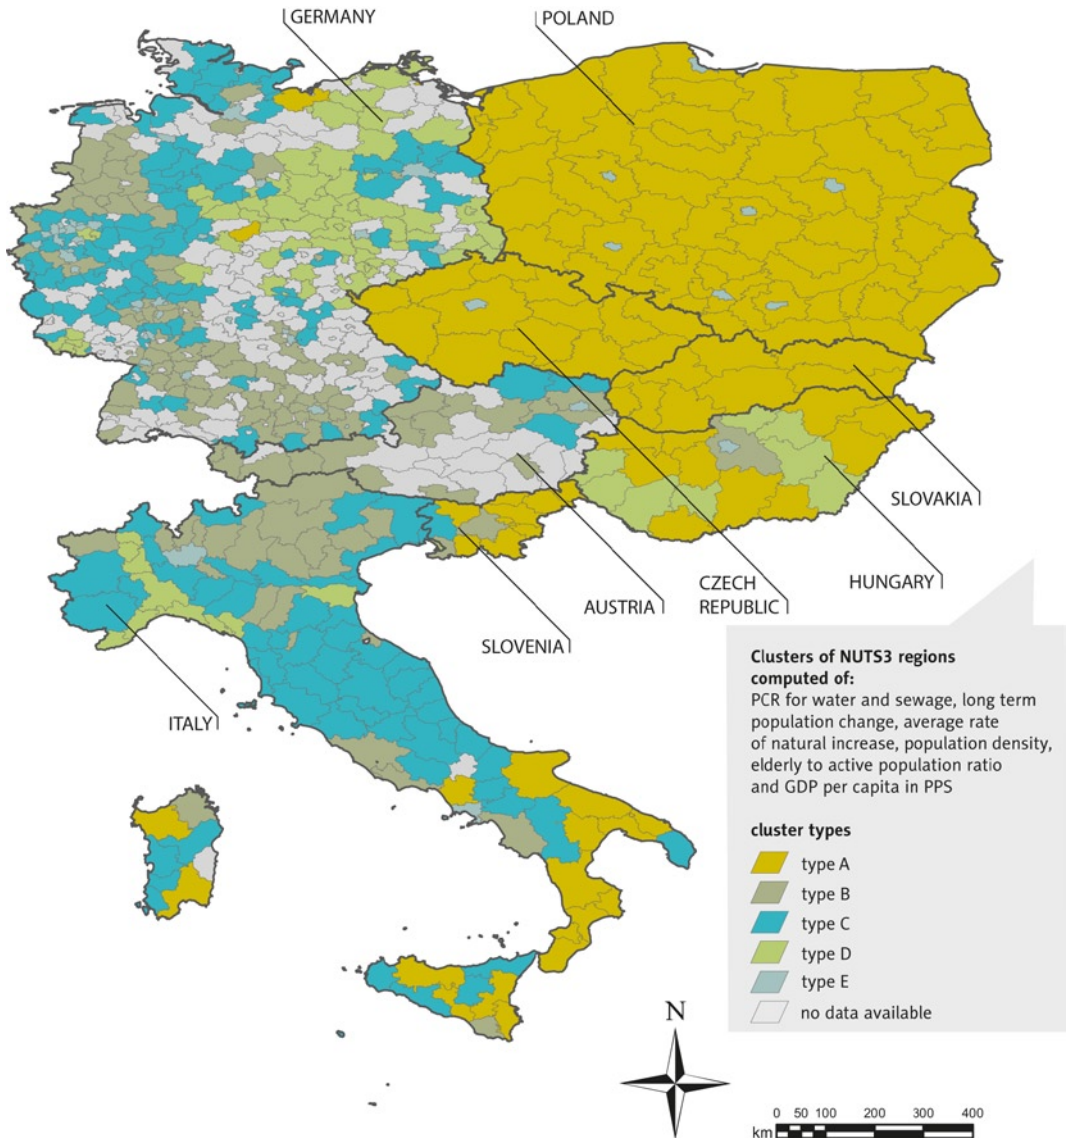 GERMANY
POLAND
SLOVAKIA
CZECH
REPUBLIC
HUNGARY
AUSTRIA
SLOVENIA
ITALY
Clusters of NUTS3 regions
computed of:
PCR for water and sewage, long term
population change, average rate
of natural increase, population density,
elderly to active population ratio
and GDP per capita in PPS
cluster types
type A
type B
type C
type D
type E
no data available
N
0 50 100 200 300 400
km